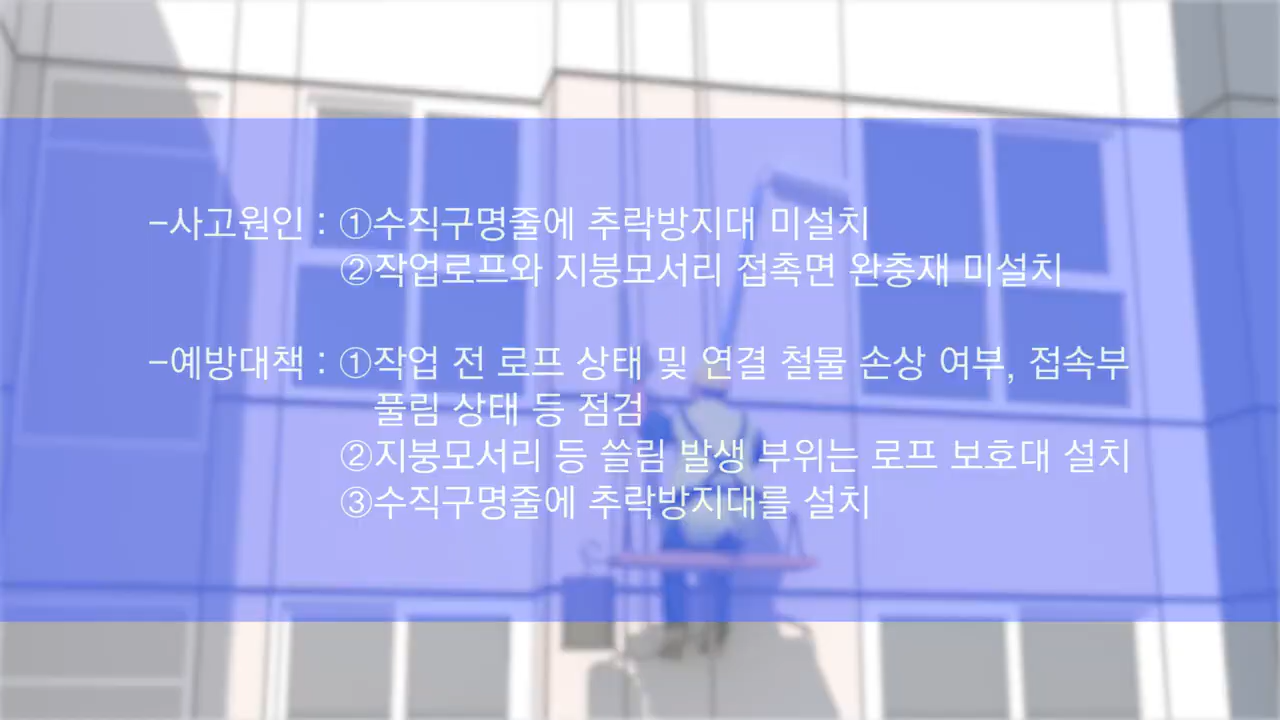 -사고원인 : ①수직구명줄에 추락방지대 미설치
②작업로프와 지붕모서리 접촉면 완충재 미설치
-예방대책 : ①작업 전 로프 상태 및 연결 철물 손상 여부, 접속부
풀림 상태 등 점검
②지붕모서리 등 쓸림 발생 부위는 로프 보호대 설치
③수직구명줄에 추락방지대를 설치